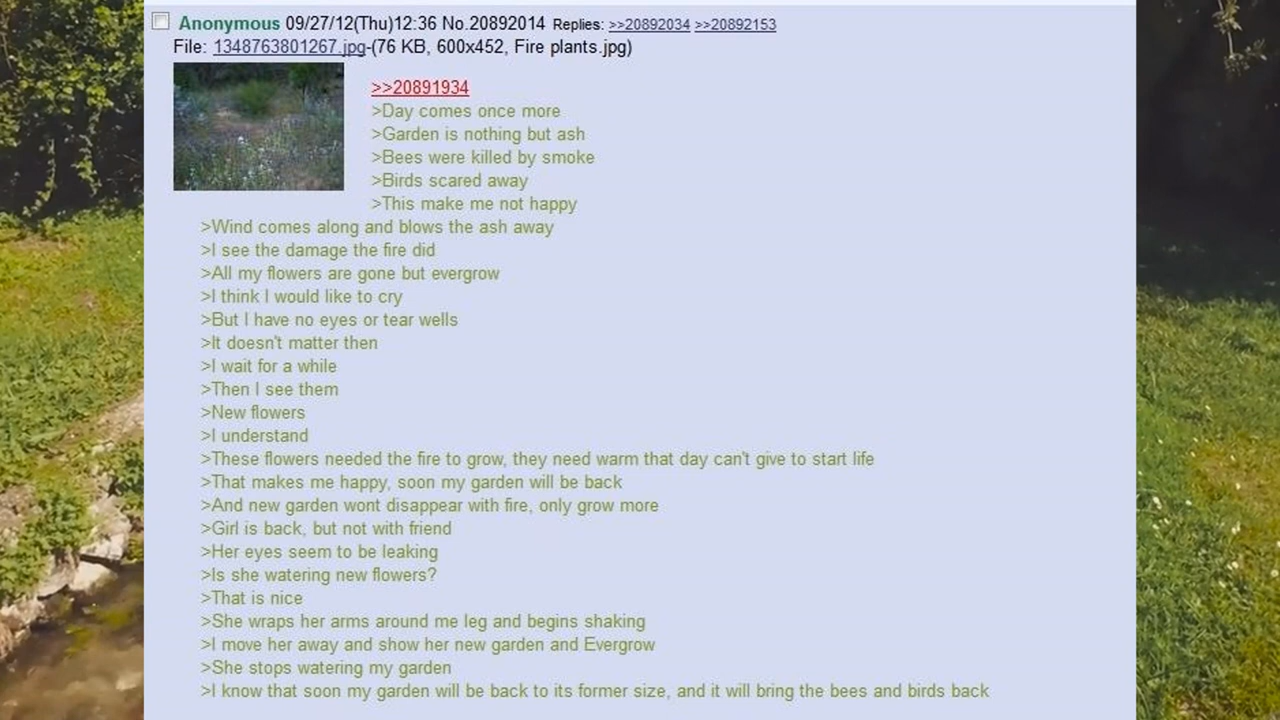 Anonymous 09/27/12(Thu)12:36 No.20892014 Replies: >>20892034 >>20892153
File: 1348763801267.jpg-(76 KB, 600x452, Fire plants.jpg)
>>20891934
>Day comes once more
>Garden is nothing but ash
>Bees were killed by smoke
>Birds scared away
>This make me not happy
>Wind comes along and blows the ash away
>I see the damage the fire did
>All my flowers are gone but evergrow
>I think I would like to cry
>But I have no eyes or tear wells
>It doesn't matter then
>I wait for a while
>Then I see them
>New flowers
>I understand
>These flowers needed the fire to grow, they need warm that day can't give to start life
>That makes me happy, soon my garden will be back
>And new garden wont disappear with fire, only grow more
>Girl is back, but not with friend
>Her eyes seem to be leaking
>Is she watering new flowers?
>That is nice
>She wraps her arms around me leg and begins shaking
>I move her away and show her new garden and Evergrow
>She stops watering my garden
>I know that soon my garden will be back to its former size, and it will bring the bees and birds back